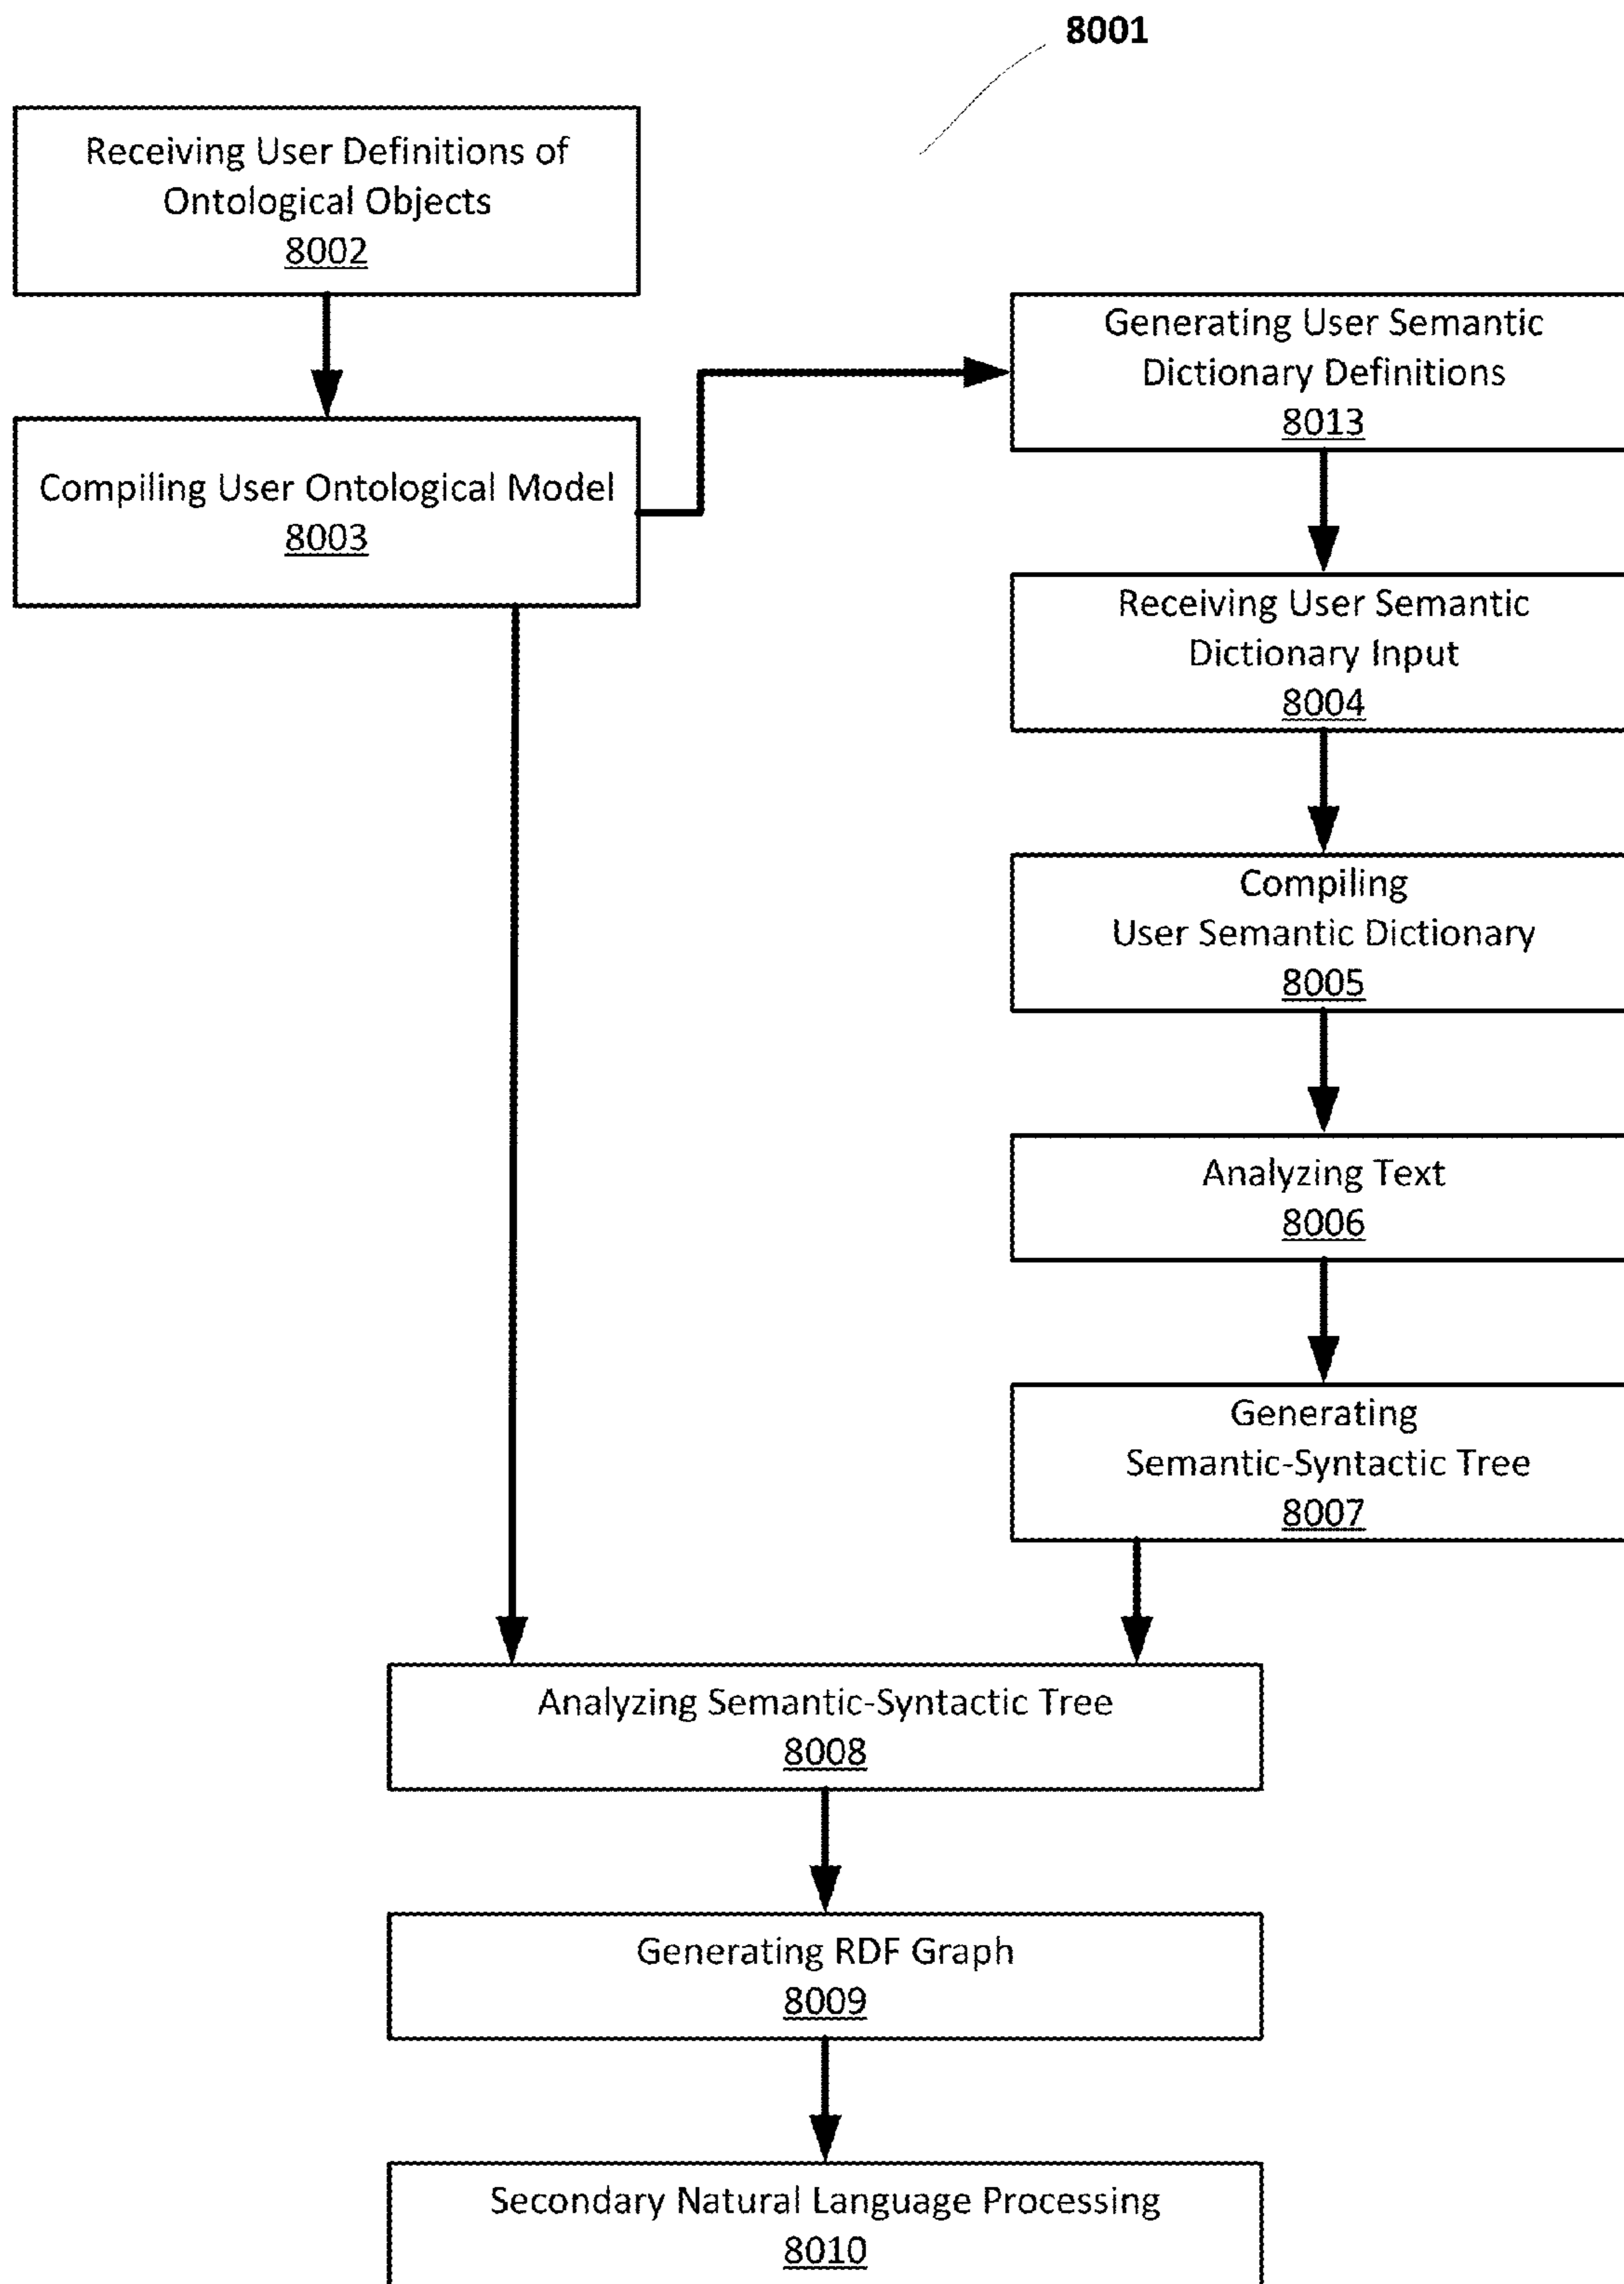 8001
Receiving User Definitions of
Ontological Objects
8002
Compiling User Ontological Model
8003
Generating User Semantic
Dictionary Definitions
8013
Receiving User Semantic
Dictionary Input
8004
Compiling
User Semantic Dictionary
8005
Analyzing Text
8006
Generating
Semantic-Syntactic Tree
8007
Analyzing Semantic-Syntactic Tree
8008
Generating RDF Graph
8009
Secondary Natural Language Processing
8010